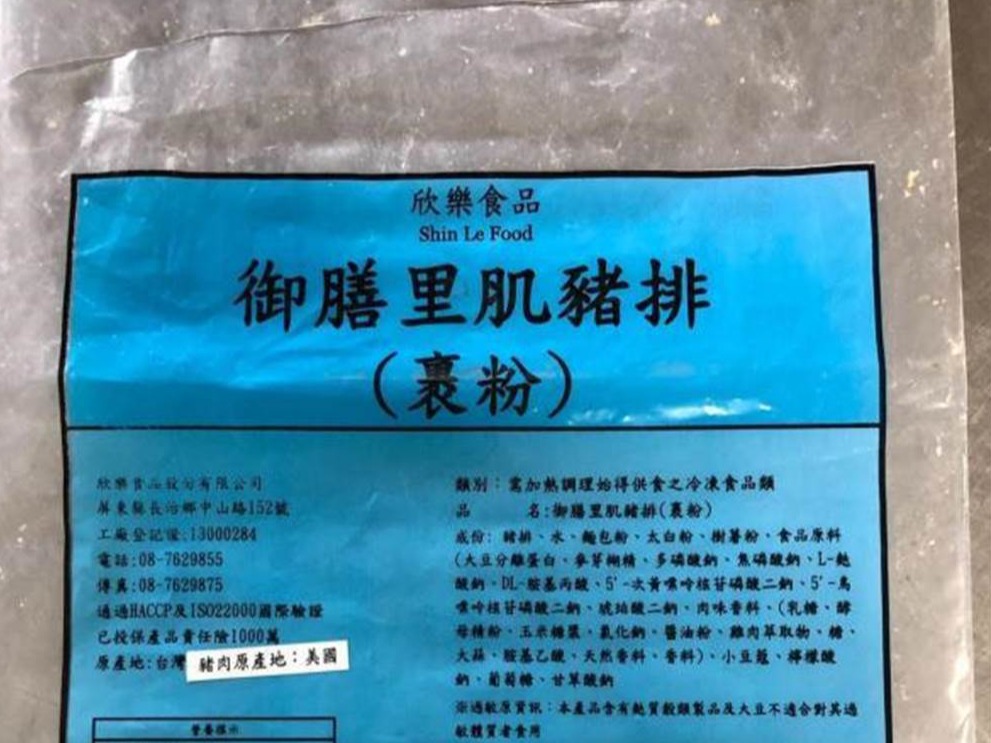 欣樂食品
Shin Le Food
御膳里肌豬排
(裹粉)
欣樂食品股份有限公司
屏東縣長治鄉中山路152號
工廠登記證:13000284
電話:08-7629855
傳真:08-7629875
通過HACCP及ISO22000國際驗證
已投保產品責任險1000萬
原產地:台灣
豬肉原產地：美國
營養標示
類別：需加熱調理始得供食之冷凍食品類
品 名:御膳里肌豬排(裹粉)
成份: 豬排、水、麵包粉、太白粉、樹薯粉、食品原料
(大豆分離蛋白、麥芽糊精、多磷酸鈉、焦磷酸鈉、L-麩
酸鈉、DL-胺基丙酸、5'-次黃嘌呤核苷磷酸二鈉、5'-鳥
嘌呤核苷磷酸二鈉、琥珀酸二鈉、肉味香料、(乳糖、酵
母精粉、玉米糖漿、氯化鈉、醬油粉、雞肉萃取物、糖、
大蒜、胺基乙酸、天然香料、香料)、小豆蔻、檸檬酸
鈉、葡萄糖、甘草酸鈉
※過敏原資訊：本產品含有麩質穀類製品及大豆不適合對其過
敏體質者食用